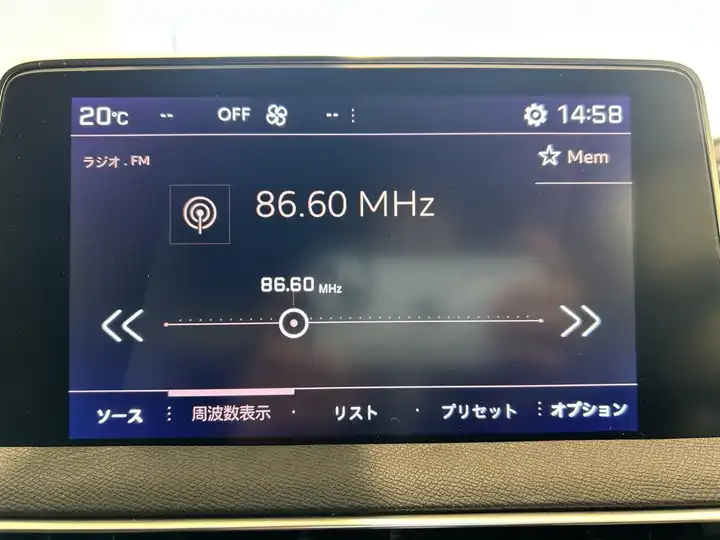 20°C -- OFF -- 14:58
ラジオ . FM
Mem
86.60 MHz
86.60 MHz
ソース 周波数表示 リスト プリセット オプション